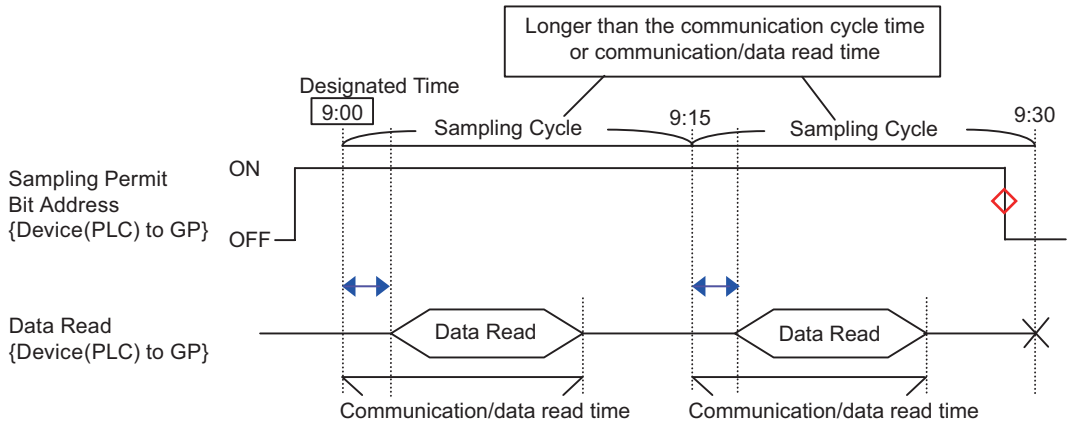 Longer than the communication cycle time
or communication/data read time
Designated Time
9:00
Sampling Cycle
9:15
Sampling Cycle
9:30
Sampling Permit
Bit Address
{Device(PLC) to GP}
ON
OFF
Data Read
{Device(PLC) to GP}
Data Read
Data Read
Communication/data read time
Communication/data read time